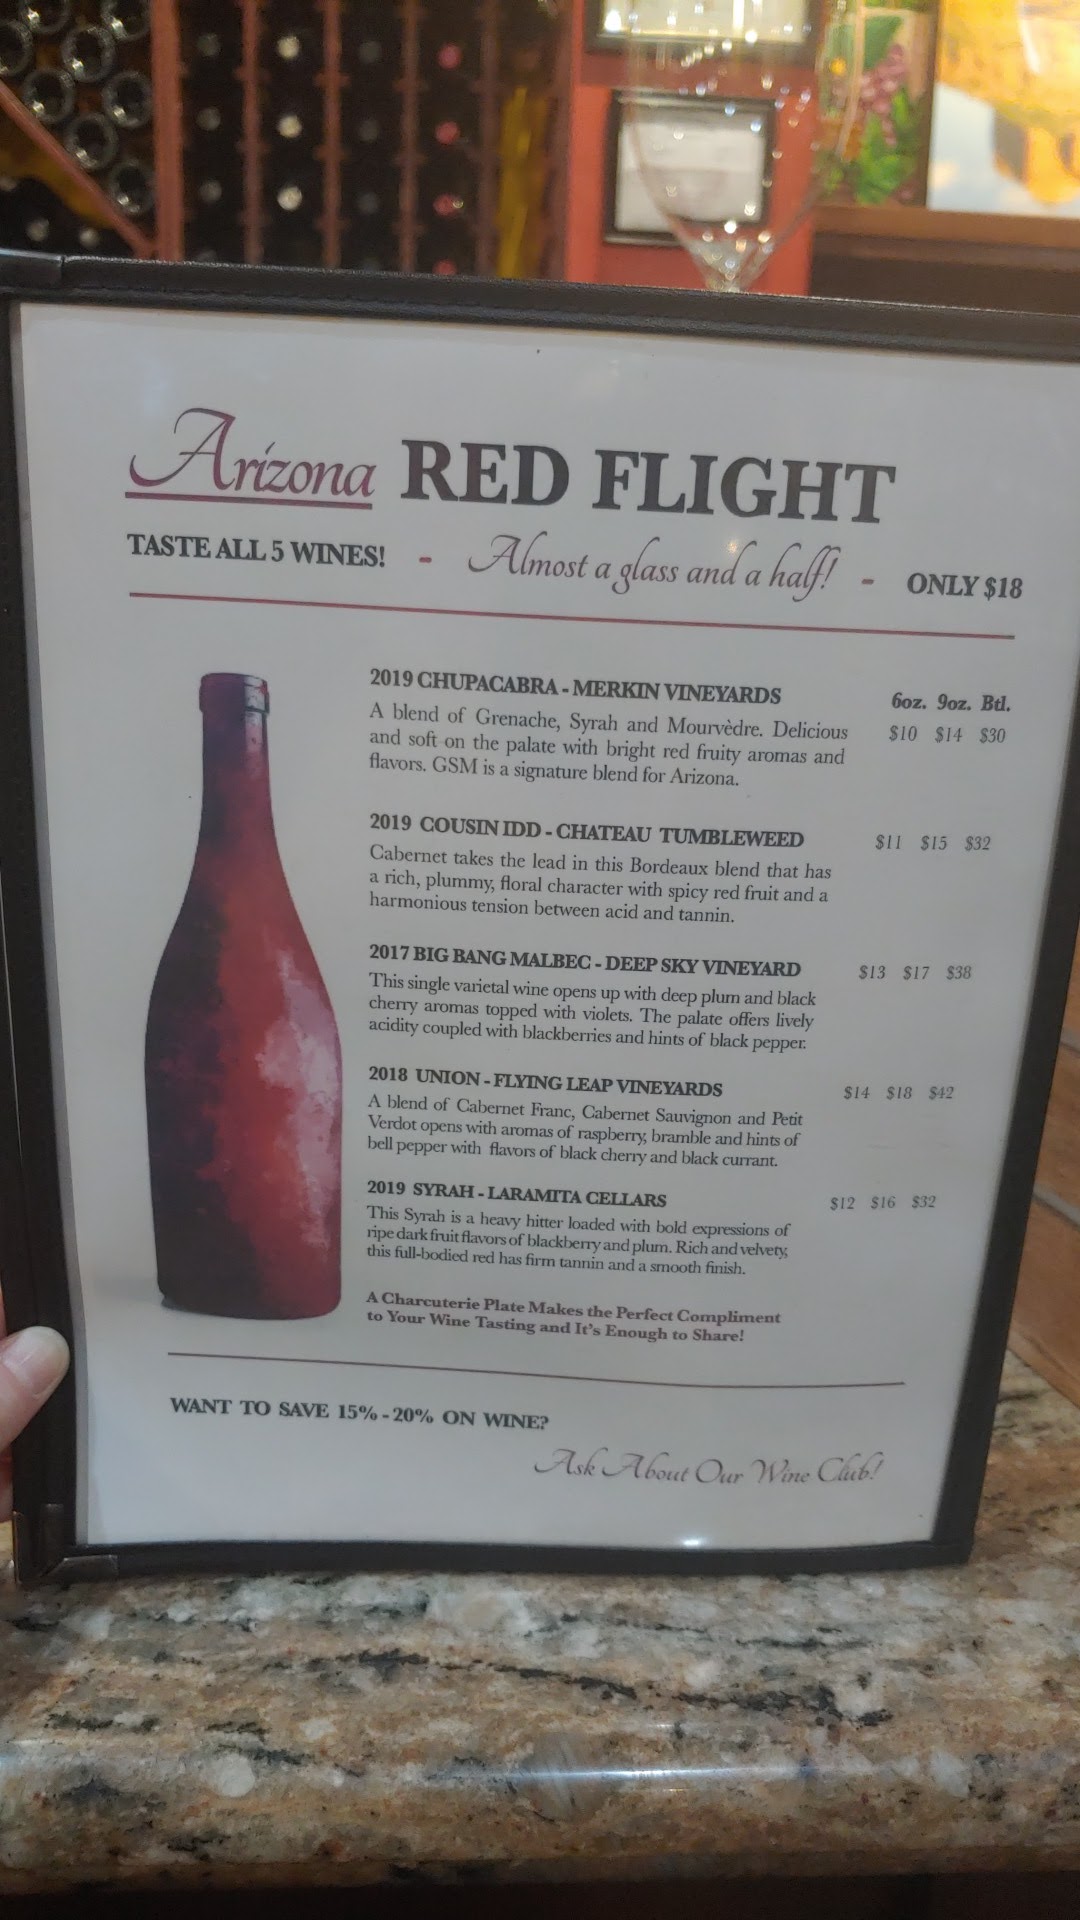 Arizona RED FLIGHT
TASTE ALL 5 WINES! - Almost a glass and a half! - ONLY $18
2019 CHUPACABRA - MERKIN VINEYARDS 6oz. 9oz. Btl.
A blend of Grenache, Syrah and Mourvèdre. Delicious $10 $14 $30
and soft on the palate with bright red fruity aromas and
flavors. GSM is a signature blend for Arizona.
2019 COUSIN IDD - CHATEAU TUMBLEWEED $11 $15 $32
Cabernet takes the lead in this Bordeaux blend that has
a rich, plummy, floral character with spicy red fruit and a
harmonious tension between acid and tannin.
2017 BIG BANG MALBEC - DEEP SKY VINEYARD $13 $17 $38
This single varietal wine opens up with deep plum and black
cherry aromas topped with violets. The palate offers lively
acidity coupled with blackberries and hints of black pepper.
2018 UNION - FLYING LEAP VINEYARDS $14 $18 $42
A blend of Cabernet Franc, Cabernet Sauvignon and Petit
Verdot opens with aromas of raspberry, bramble and hints of
bell pepper with flavors of black cherry and black currant.
2019 SYRAH - LARAMITA CELLARS $12 $16 $32
This Syrah is a heavy hitter loaded with bold expressions of
ripe dark fruit flavors of blackberry and plum. Rich and velvety,
this full-bodied red has firm tannin and a smooth finish.
A Charcuterie Plate Makes the Perfect Compliment
to Your Wine Tasting and It's Enough to Share!
WANT TO SAVE 15% - 20% ON WINE?
Ask About Our Wine Club!